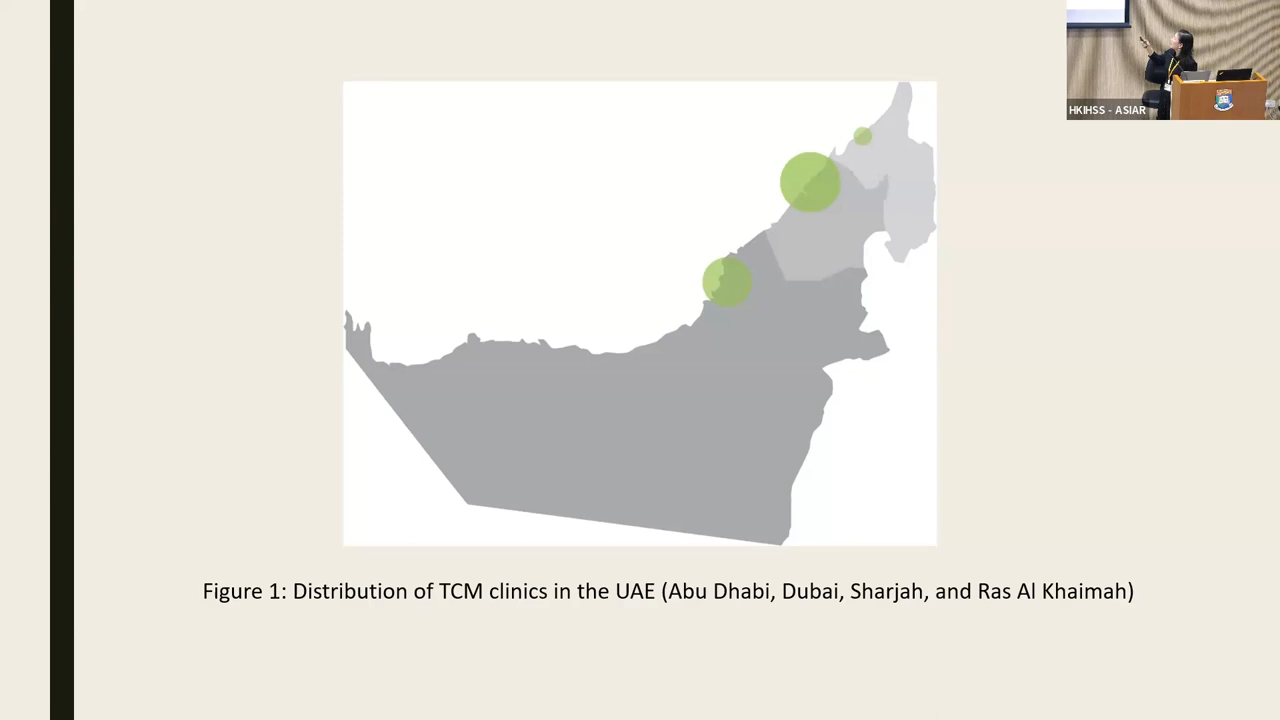 HKIHSS - ASIAR
Figure 1: Distribution of TCM clinics in the UAE (Abu Dhabi, Dubai, Sharjah, and Ras Al Khaimah)